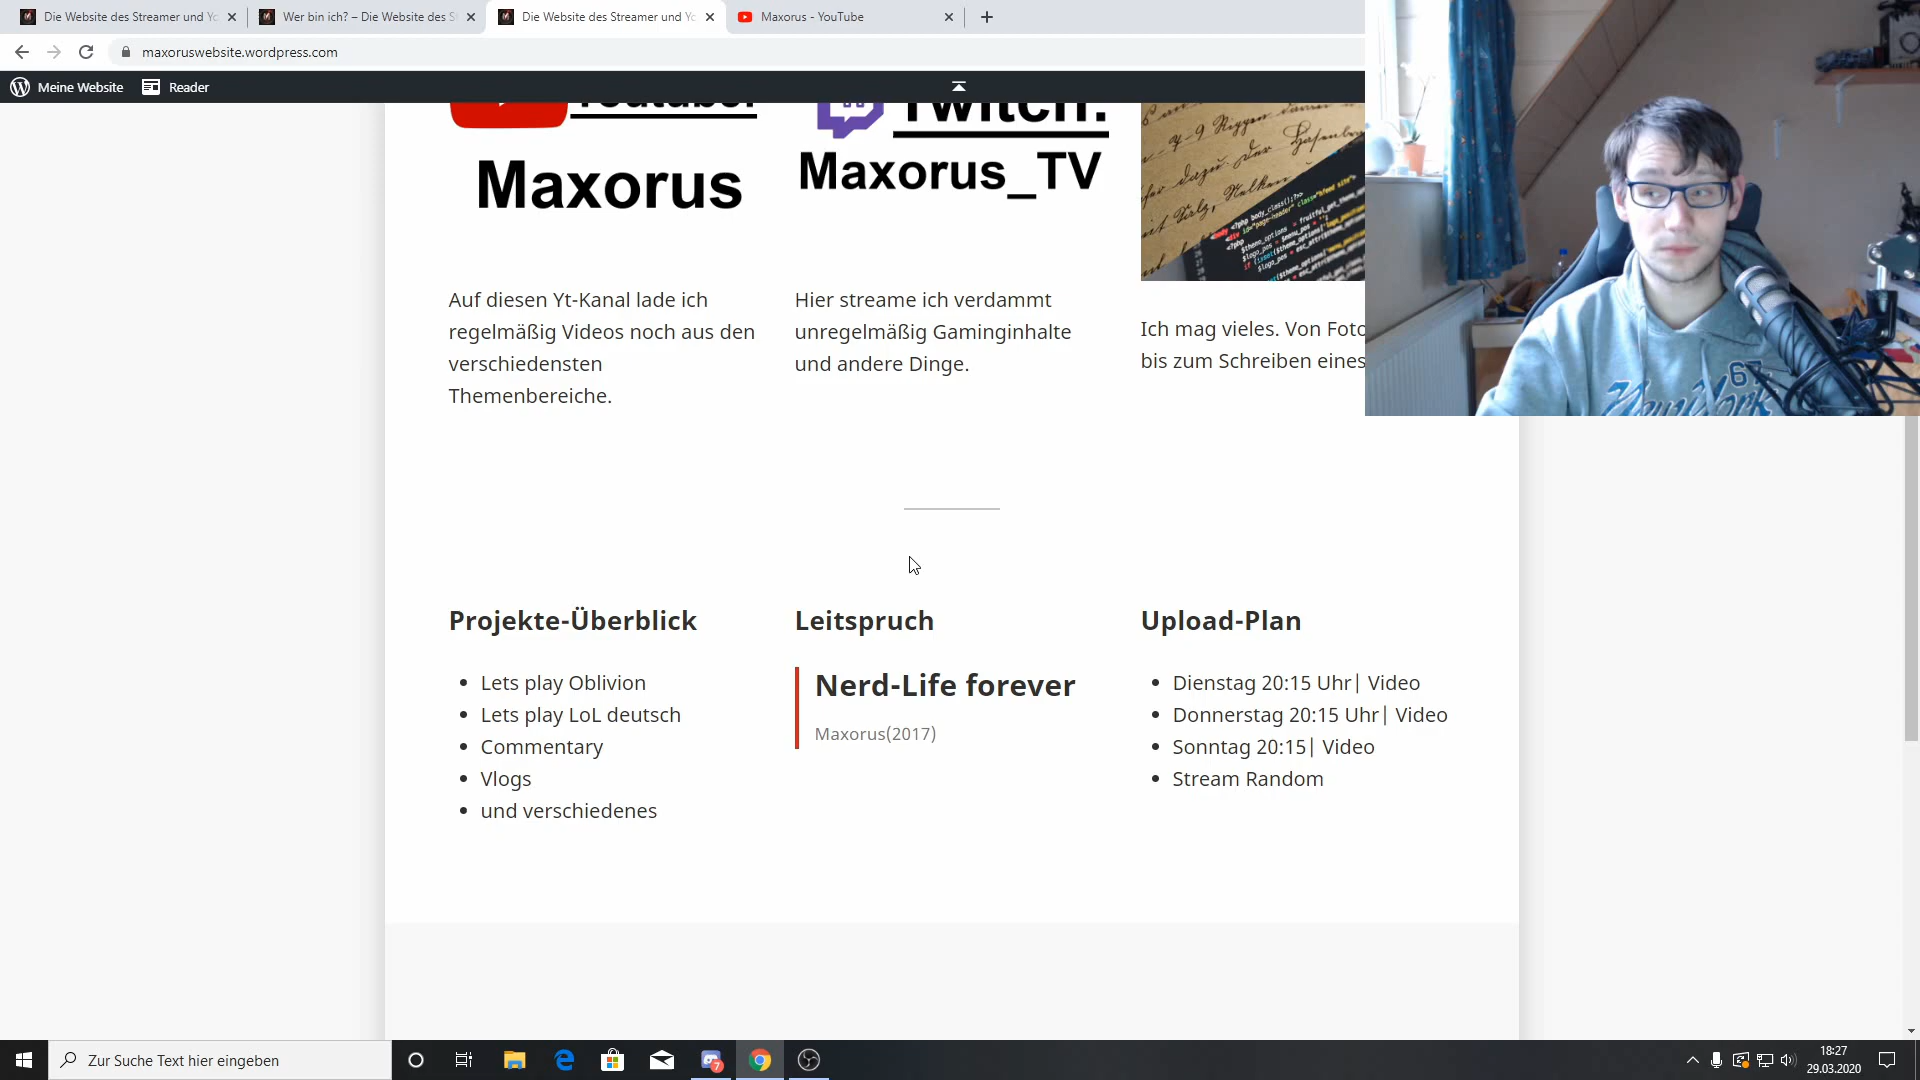 Die Website des Streamer und Yo
Wer bin ich? – Die Website des S
Die Website des Streamer und Yo
Maxorus - YouTube
maxoruswebsite.wordpress.com
Meine Website
Reader
Youtube:
Twitch:
Maxorus
Maxorus_TV
Auf diesen Yt-Kanal lade ich
regelmäßig Videos noch aus den
verschiedensten
Themenbereiche.
Hier streame ich verdammt
unregelmäßig Gaminginhalte
und andere Dinge.
Ich mag vieles. Von Foto
bis zum Schreiben eines
67
Projekte-Überblick
Lets play Oblivion
Lets play LoL deutsch
Commentary
Vlogs
und verschiedenes
Leitspruch
Nerd-Life forever
Maxorus(2017)
Upload-Plan
Dienstag 20:15 Uhr| Video
Donnerstag 20:15 Uhr| Video
Sonntag 20:15| Video
Stream Random
Zur Suche Text hier eingeben
7
18:27
29.03.2020